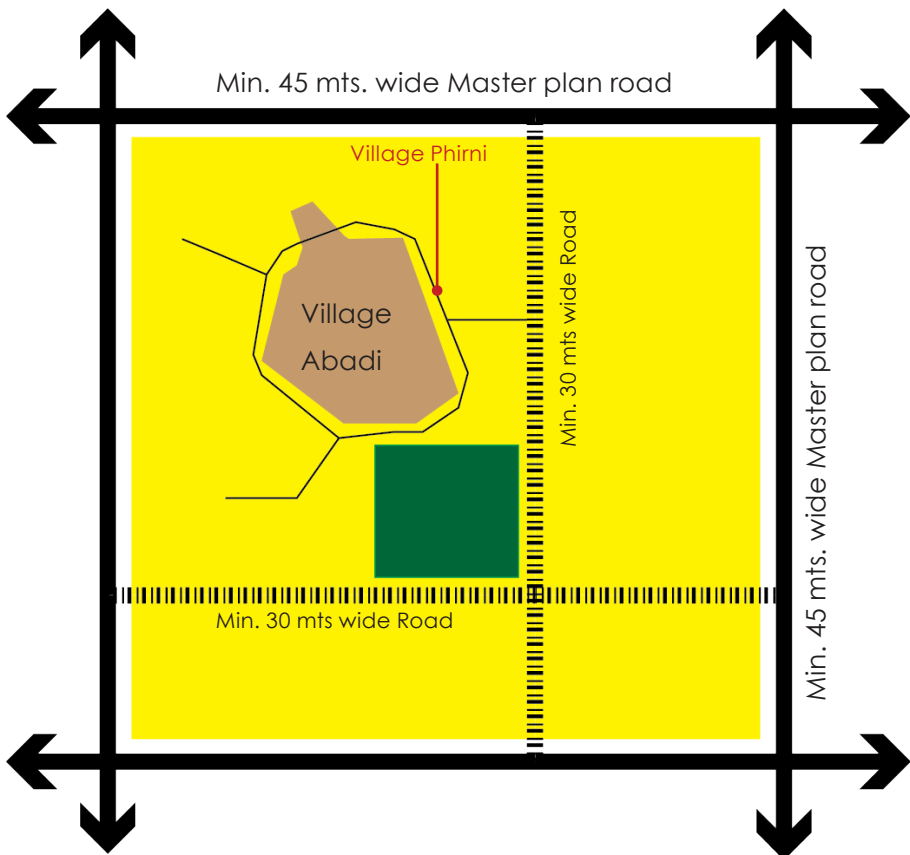 Min. 45 mts. wide Master plan road
Village Phirni
Min. 30 mts wide Road
Min. 45 mts. wide Master plan road
Village
Abadi
Min. 30 mts wide Road